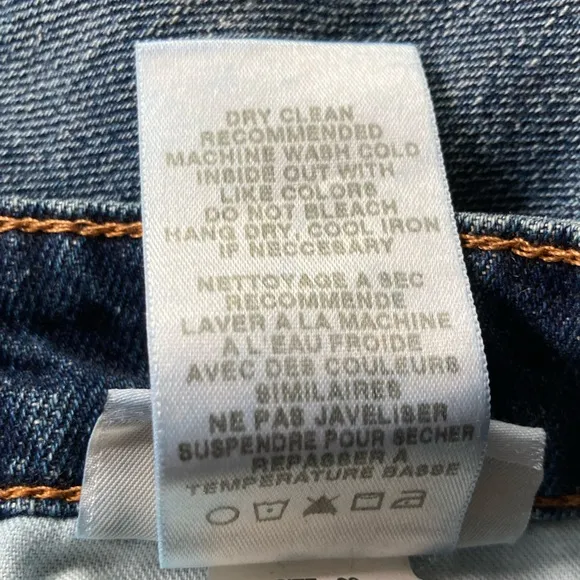 DRY CLEAN
RECOMMENDED
MACHINE WASH COLD
INSIDE OUT WITH
LIKE COLORS
DO NOT BLEACH
HANG DRY, COOL IRON
IF NECCESARY
NETTOYAGE A SEC
RECOMMENDE
LAVER A LA MACHINE
A L'EAU FROIDE
AVEC DES COULEURS
SIMILAIRES
NE PAS JAVELISER
SUSPENDRE POUR SECHER
REPASSER A
TEMPERATURE BASSE